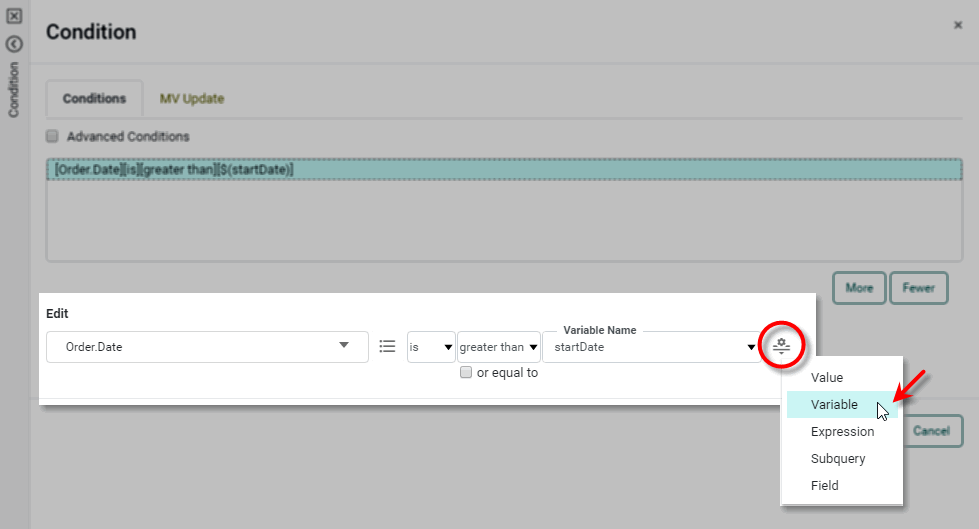 Condition
Condition
Conditions
MV Update
Advanced Conditions
[Order.Date][is][greater than][$(startDate)]
More
Fewer
Edit
Order.Date
is
greater than
Variable Name
startDate
or equal to
Value
Variable
Expression
Subquery
Field
Cancel